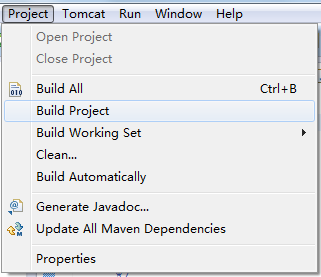 Project Tomcat Run Window Help
Open Project
Close Project
Build All Ctrl+B
Build Project
Build Working Set
Clean...
Build Automatically
Generate Javadoc...
Update All Maven Dependencies
Properties